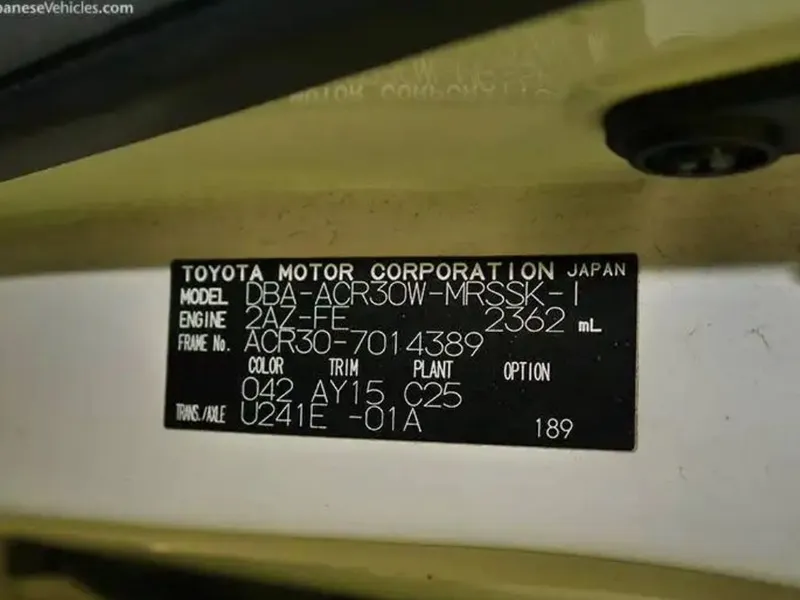 paneseVehicles.com
TOYOTA MOTOR CORPORATION JAPAN
MODEL DBA-ACR30W-MRSSK-I
ENGINE 2AZ-FE 2362 mL
FRAME No. ACR30-7014389
COLOR TRIM PLANT OPTION
042 AY15 C25
TRANS./AXLE U241E -01A 189